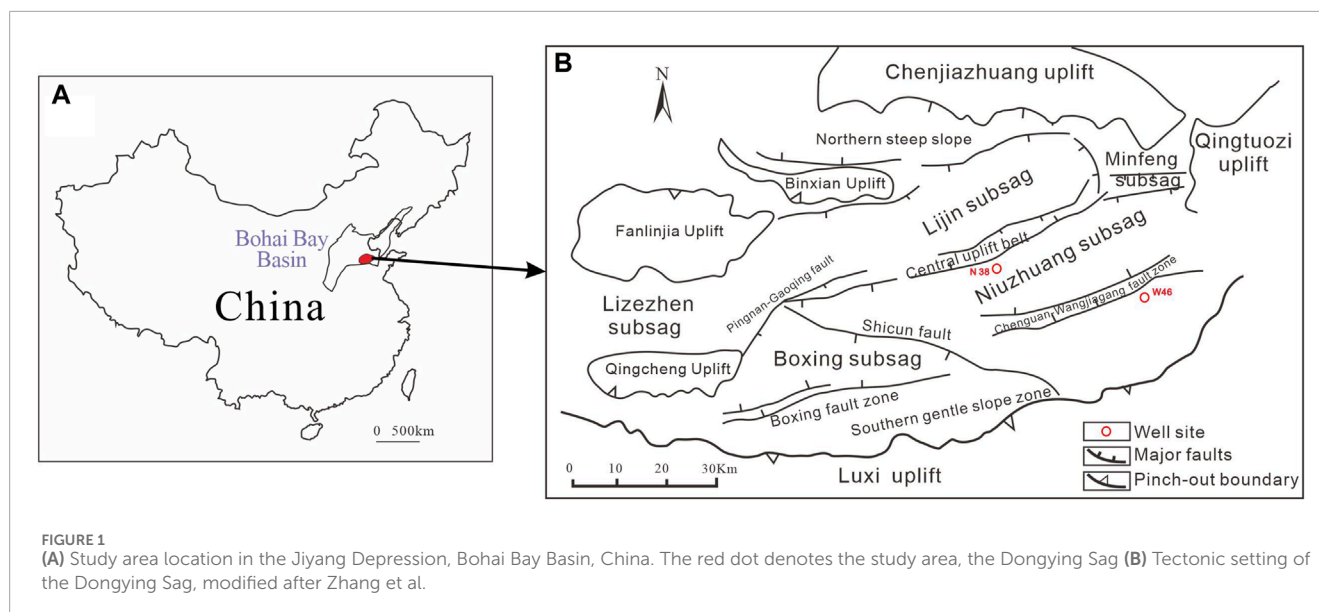 A
Bohai Bay
Basin
China
0 500km
B
N
Chenjiazhuang uplift
Northern steep slope
Qingtuozi
uplift
Minfeng
subsag
Binxian Uplift
Lijin subsag
Fanlinjia Uplift
Central uplift belt
N 38
Niuzhuang subsag
W46
Pingnan-Gaoqing fault
Chenguan-Wangjiagang fault zone
Lizezhen
subsag
Shicun fault
Boxing subsag
Qingcheng Uplift
Boxing fault zone
Southern gentle slope zone
Well site
Major faults
Pinch-out boundary
0 10 20 30Km
Luxi uplift
FIGURE 1
(A) Study area location in the Jiyang Depression, Bohai Bay Basin, China. The red dot denotes the study area, the Dongying Sag (B) Tectonic setting of
the Dongying Sag, modified after Zhang et al.